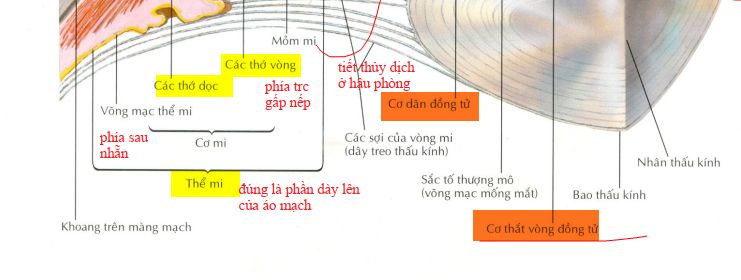 Mỏm mi
Các thớ vòng
tiết thủy dịch
ở hậu phòng
Các thớ dọc
phía trc
gấp nếp
Cơ dãn đồng tử
Võng mạc thể mi
phía sau
nhẵn
Cơ mi
Các sợi của vòng mi
(dây treo thấu kính)
Nhân thấu kính
Thể mi
đúng là phần dày lên
của áo mạch
Sắc tố thượng mô
(võng mạc mống mắt)
Bao thấu kính
Khoang trên màng mạch
Cơ thắt vòng đồng tử